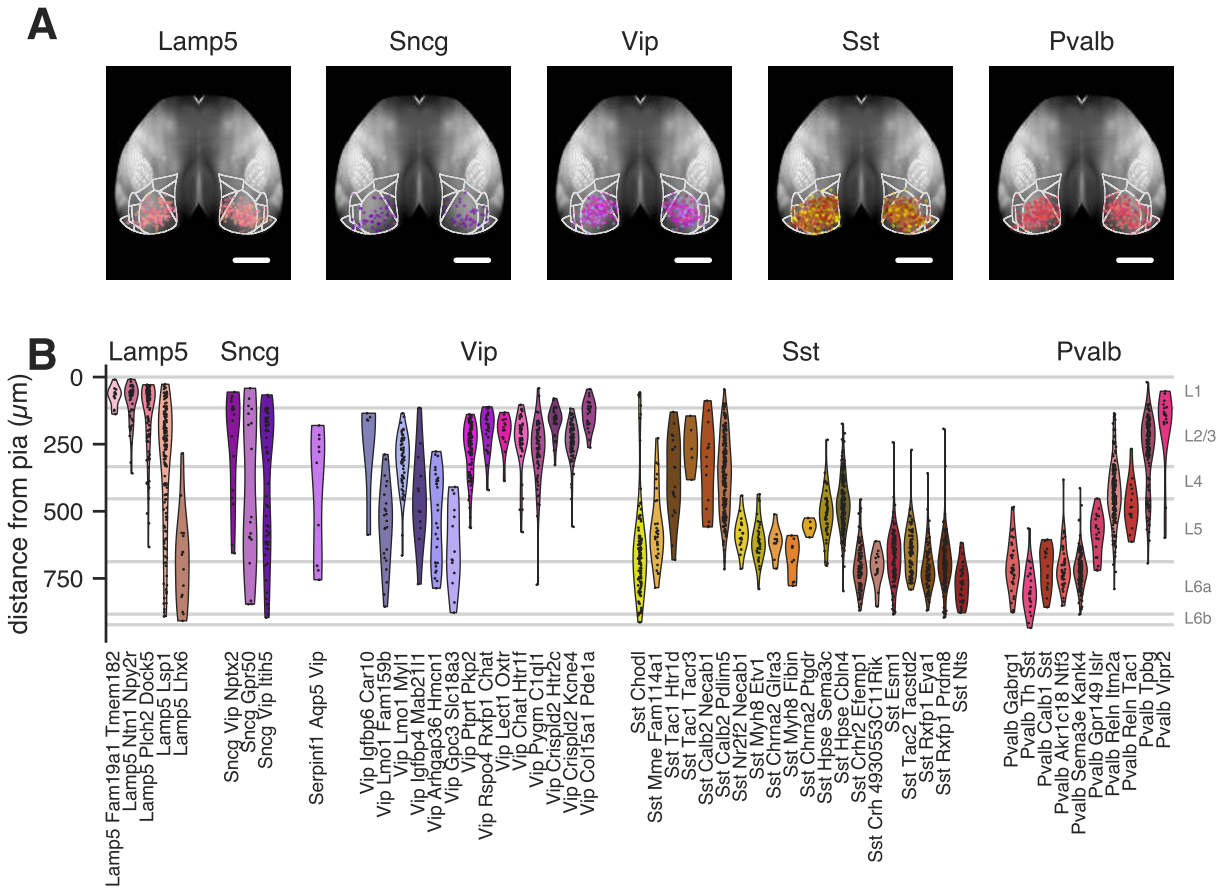 A
Lamp5
Sncg
Vip
Sst
Pvalb
B
Lamp5
Sncg
Vip
Sst
Pvalb
distance from pia (µm)
0
250
500
750
L1
L2/3
L4
L5
L6a
L6b
Lamp5 Fam19a1 Tmem182
Lamp5 Ntn1 Npy2r
Lamp5 Plch2 Dock5
Lamp5 Lsp1
Lamp5 Lhx6
Sncg Vip Nptx2
Sncg Gpr50
Sncg Vip Itih5
Serpinf1 Aqp5 Vip
Vip Igfbp6 Car10
Vip Lmo1 Fam159b
Vip Lmo1 Myl1
Vip Igfbp4 Mab21l1
Vip Arhgap36 Hmcn1
Vip Gpc3 Slc18a3
Vip Ptprt Pkp2
Vip Rspo4 Rxfp1 Chat
Vip Lect1 Oxtr
Vip Chat Htr1f
Vip Pygm C1ql1
Vip Crispld2 Htr2c
Vip Crispld2 Kcne4
Vip Col15a1 Pde1a
Sst Chodl
Sst Mme Fam114a1
Sst Tac1 Htr1d
Sst Tac1 Tacr3
Sst Calb2 Necab1
Sst Calb2 Pdlim5
Sst Nr2f2 Necab1
Sst Myh8 Etv1
Sst Chrna2 Glra3
Sst Myh8 Fibin
Sst Chrna2 Ptgdr
Sst Hpse Sema3c
Sst Hpse Cbln4
Sst Crhr2 Efemp1
Sst Crh 4930553C11Rik
Sst Esm1
Sst Tac2 Tacstd2
Sst Rxfp1 Eya1
Sst Rxfp1 Prdm8
Sst Nts
Pvalb Gabrg1
Pvalb Th Sst
Pvalb Calb1 Sst
Pvalb Akr1c18 Ntf3
Pvalb Sema3e Kank4
Pvalb Gpr149 Islr
Pvalb Reln Itm2a
Pvalb Reln Tac1
Pvalb Tpbg
Pvalb Vipr2